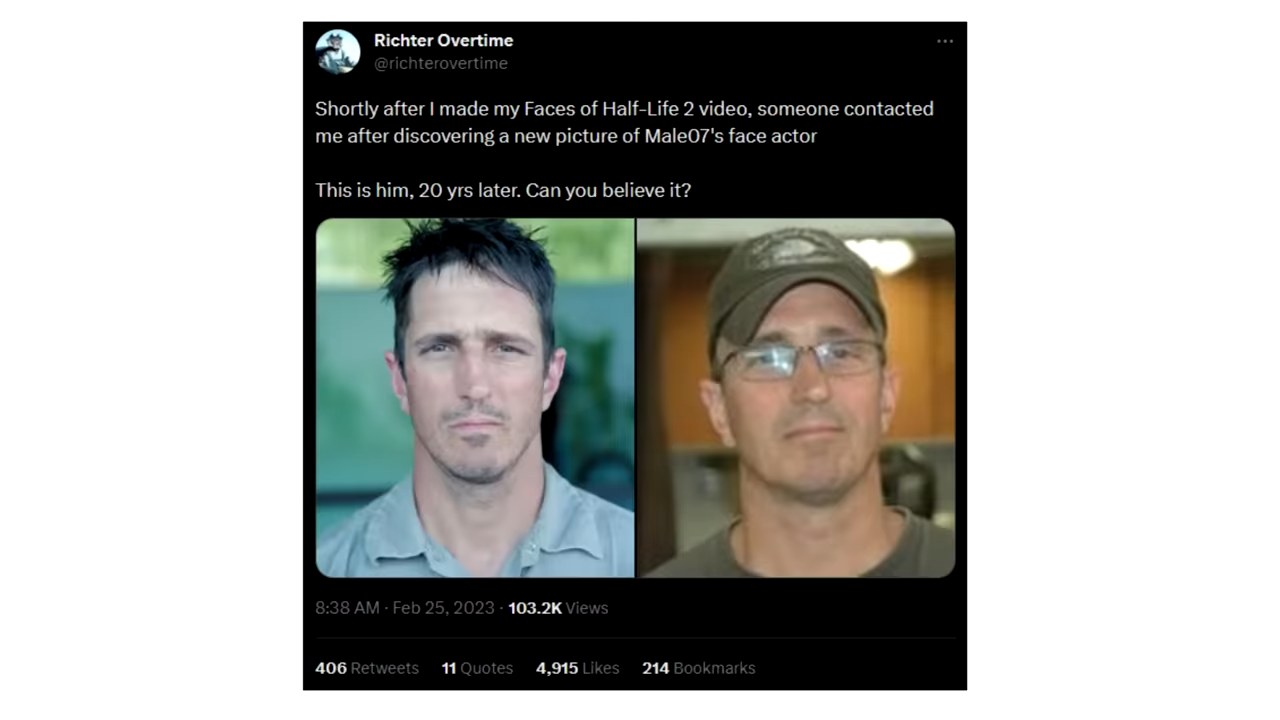 Richter Overtime
@richterovertime
Shortly after I made my Faces of Half-Life 2 video, someone contacted
me after discovering a new picture of Male07's face actor
This is him, 20 yrs later. Can you believe it?
8:38 AM · Feb 25, 2023 · 103.2K Views
406 Retweets 11 Quotes 4,915 Likes 214 Bookmarks